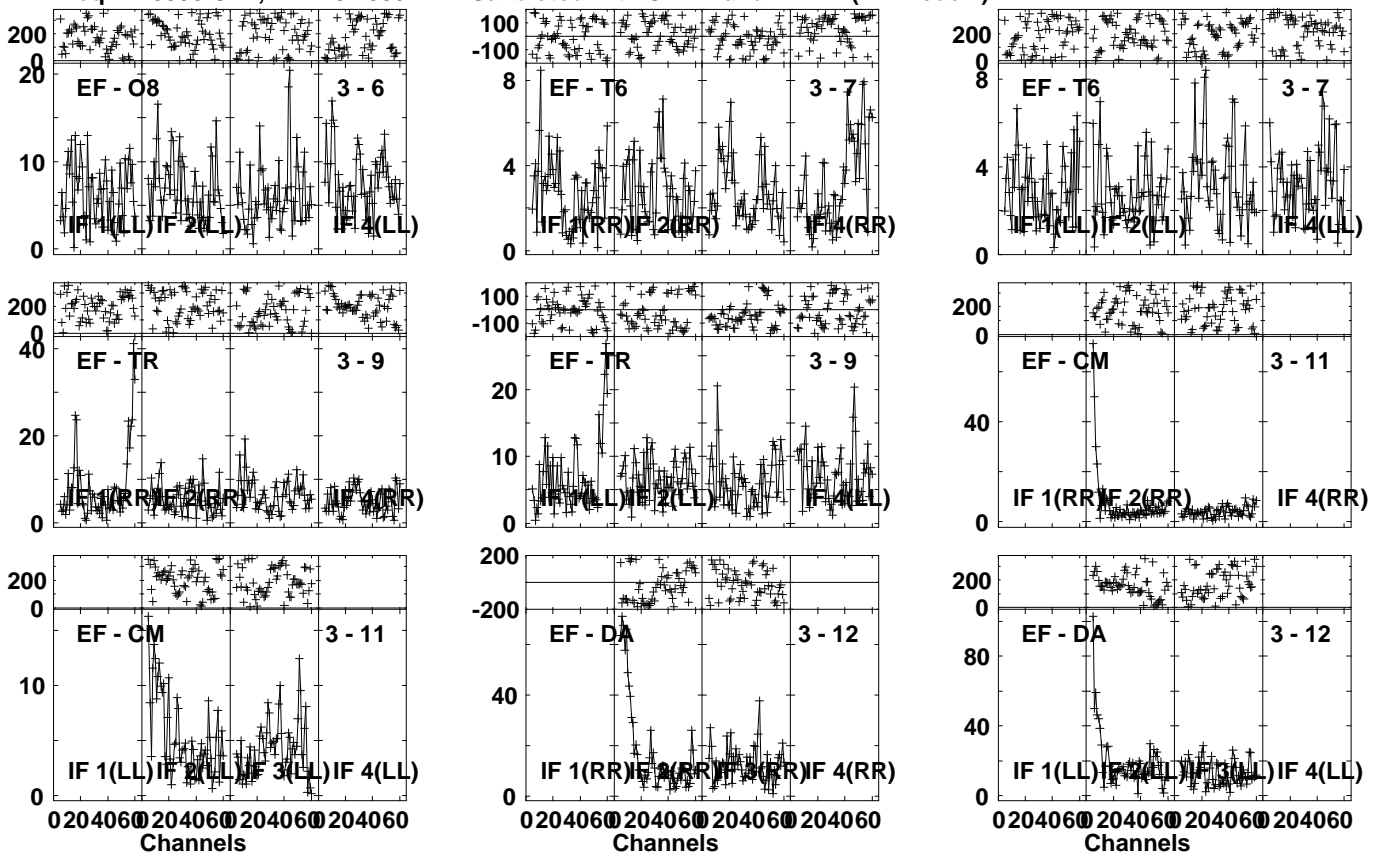 200
0
20
10
0
EF - O8
3 - 6
IF 1(LL)
IF 2(LL)
IF 4(LL)
100
-100
8
4
0
EF - T6
3 - 7
IF 1(RR)
IF 2(RR)
IF 4(RR)
200
0
8
4
0
EF - T6
3 - 7
IF 1(LL)
IF 2(LL)
IF 4(LL)
200
0
40
20
0
EF - TR
3 - 9
IF 1(RR)
IF 2(RR)
IF 4(RR)
100
-100
20
10
0
EF - TR
3 - 9
IF 1(LL)
IF 2(LL)
IF 4(LL)
200
0
40
0
EF - CM
3 - 11
IF 1(RR)
IF 2(RR)
IF 4(RR)
200
0
10
0
EF - CM
3 - 11
IF 1(LL)
IF 2(LL)
IF 3(LL)
IF 4(LL)
0 20 40 60 0 20 40 60 0 20 40 60 0 20 40 60
Channels
200
-200
40
0
EF - DA
3 - 12
IF 1(RR)
IF 2(RR)
IF 3(RR)
IF 4(RR)
0 20 40 60 0 20 40 60 0 20 40 60 0 20 40 60
Channels
200
0
80
40
0
EF - DA
3 - 12
IF 1(LL)
IF 2(LL)
IF 3(LL)
IF 4(LL)
0 20 40 60 0 20 40 60 0 20 40 60 0 20 40 60
Channels